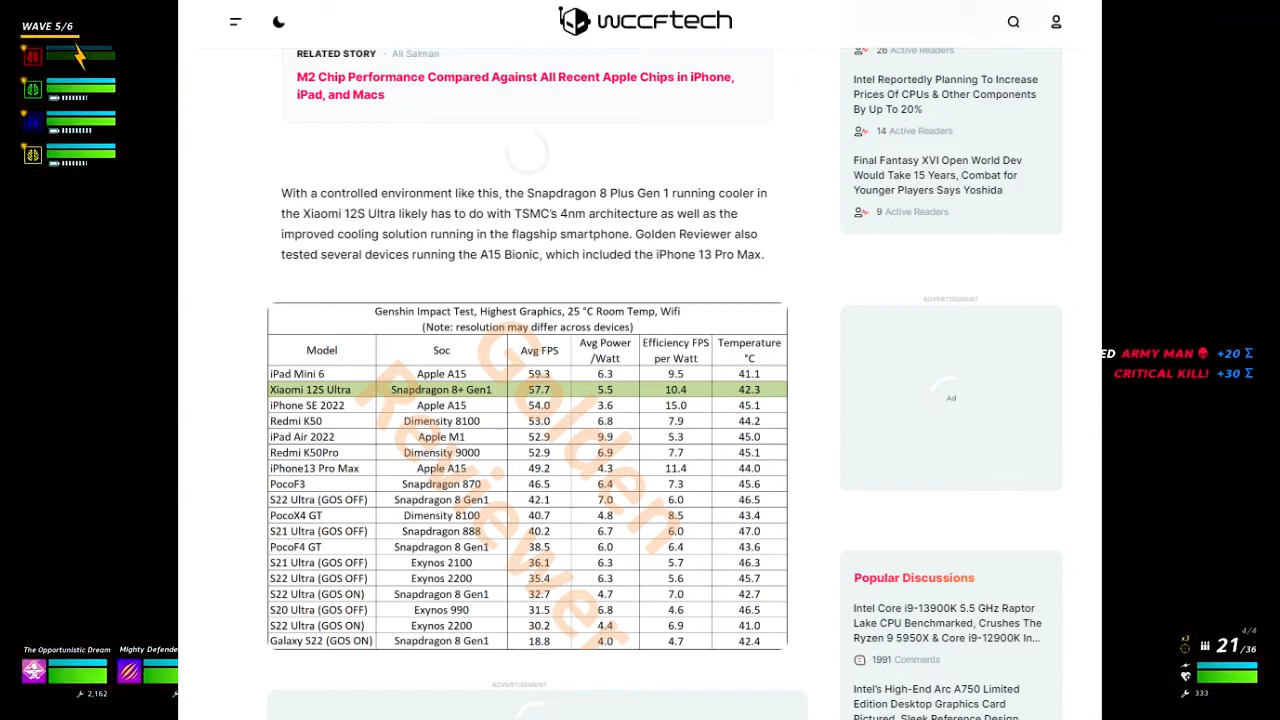 WAVE 5/6
wccftech
RELATED STORY • Ali Salman
M2 Chip Performance Compared Against All Recent Apple Chips in iPhone,
iPad, and Macs
With a controlled environment like this, the Snapdragon 8 Plus Gen 1 running cooler in
the Xiaomi 12S Ultra likely has to do with TSMC's 4nm architecture as well as the
improved cooling solution running in the flagship smartphone. Golden Reviewer also
tested several devices running the A15 Bionic, which included the iPhone 13 Pro Max.
Genshin Impact Test, Highest Graphics, 25 °C Room Temp, Wifi
(Note: resolution may differ across devices)
Model Soc Avg FPS Avg Power /Watt Efficiency FPS per Watt Temperature °C
iPad Mini 6 Apple A15 59.3 6.3 9.5 41.1
Xiaomi 12S Ultra Snapdragon 8+ Gen1 57.7 5.5 10.4 42.3
iPhone SE 2022 Apple A15 54.0 3.6 15.0 45.1
Redmi K50 Dimensity 8100 53.0 6.8 7.9 44.2
iPad Air 2022 Apple M1 52.9 9.9 5.3 45.0
Redmi K50Pro Dimensity 9000 52.9 6.9 7.7 45.1
iPhone13 Pro Max Apple A15 49.2 4.3 11.4 44.0
PocoF3 Snapdragon 870 46.5 6.4 7.3 45.6
S22 Ultra (GOS OFF) Snapdragon 8 Gen1 42.1 7.0 6.0 46.5
PocoX4 GT Dimensity 8100 40.7 4.8 8.5 43.4
S21 Ultra (GOS OFF) Snapdragon 888 40.2 6.7 6.0 47.0
PocoF4 GT Snapdragon 8 Gen1 38.5 6.0 6.4 43.6
S21 Ultra (GOS OFF) Exynos 2100 36.1 6.3 5.7 46.3
S22 Ultra (GOS OFF) Exynos 2200 35.4 6.3 5.6 45.7
S22 Ultra (GOS ON) Snapdragon 8 Gen1 32.7 4.7 7.0 42.7
S20 Ultra (GOS OFF) Exynos 990 31.5 6.8 4.6 46.5
S22 Ultra (GOS ON) Exynos 2200 30.2 4.4 6.9 41.0
Galaxy S22 (GOS ON) Snapdragon 8 Gen1 18.8 4.0 4.7 42.4
Golden
Reviewer
ADVERTISEMENT
26 Active Readers
Intel Reportedly Planning To Increase
Prices Of CPUs & Other Components
By Up To 20%
14 Active Readers
Final Fantasy XVI Open World Dev
Would Take 15 Years, Combat for
Younger Players Says Yoshida
9 Active Readers
ADVERTISEMENT
Ad
Popular Discussions
Intel Core i9-13900K 5.5 GHz Raptor
Lake CPU Benchmarked, Crushes The
Ryzen 9 5950X & Core i9-12900K In...
1991 Comments
Intel's High-End Arc A750 Limited
Edition Desktop Graphics Card
Pictured, Sleek Reference Design
ED ARMY MAN +20 Σ
CRITICAL KILL! +30 Σ
The Opportunistic Dream
Mighty Defende
2,162
4/4
x3
21/36
333